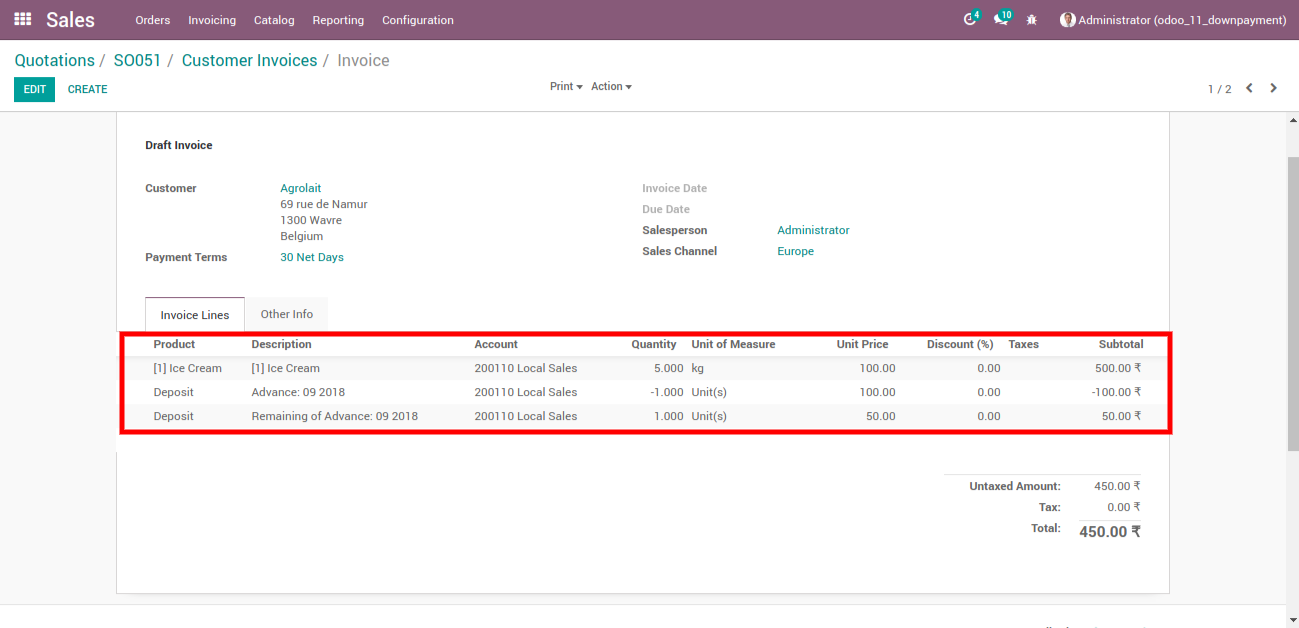 Sales Orders Invoicing Catalog Reporting Configuration 4 10 Administrator (odoo_11_downpayment)
Quotations / SO051 / Customer Invoices / Invoice
EDIT CREATE Print Action 1 / 2
Draft Invoice
Customer Agrolait Invoice Date
69 rue de Namur Due Date
1300 Wavre Salesperson Administrator
Belgium Sales Channel Europe
Payment Terms 30 Net Days
Invoice Lines Other Info
Product Description Account Quantity Unit of Measure Unit Price Discount (%) Taxes Subtotal
[1] Ice Cream [1] Ice Cream 200110 Local Sales 5.000 kg 100.00 0.00 500.00 ₹
Deposit Advance: 09 2018 200110 Local Sales -1.000 Unit(s) 100.00 0.00 -100.00 ₹
Deposit Remaining of Advance: 09 2018 200110 Local Sales 1.000 Unit(s) 50.00 0.00 50.00 ₹
Untaxed Amount: 450.00 ₹
Tax: 0.00 ₹
Total: 450.00 ₹